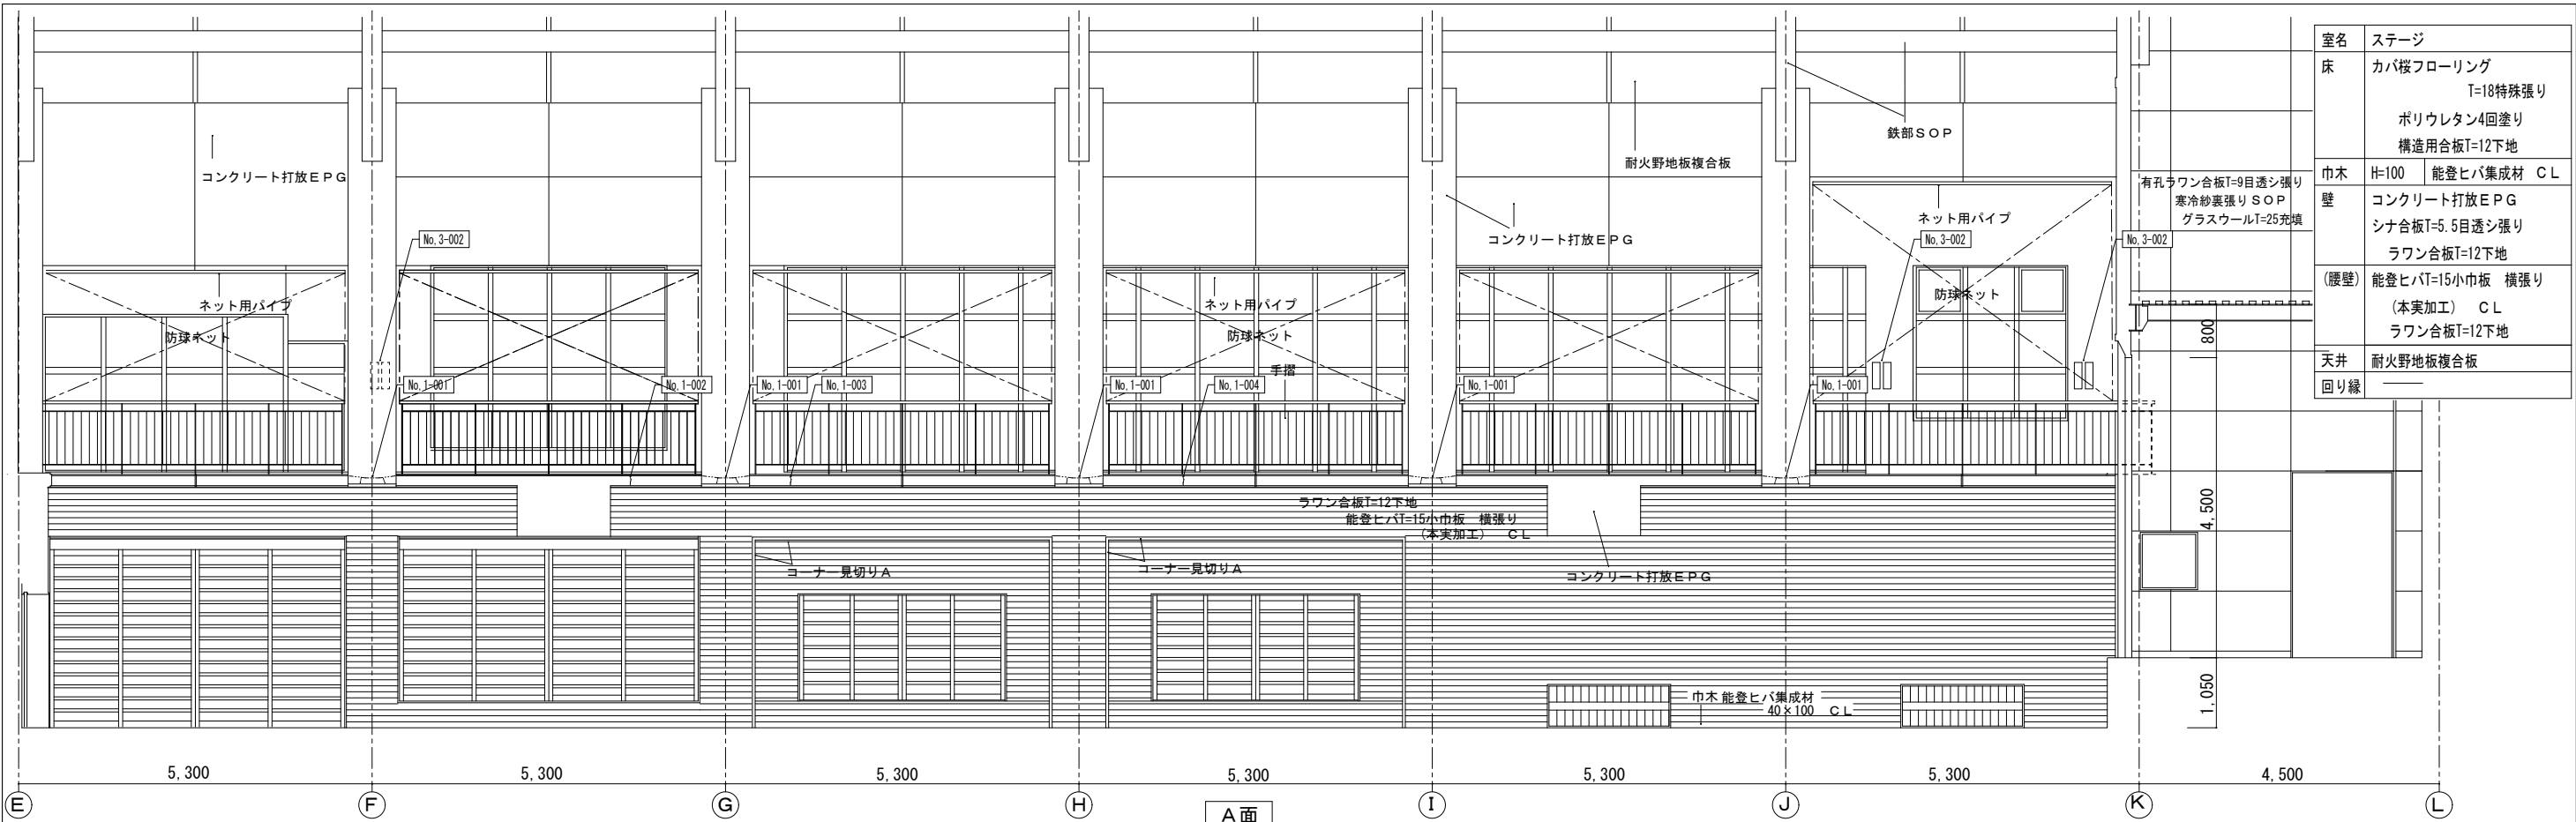 室名 ステージ
床 カバ桜フローリング
T=18特殊張り
ポリウレタン4回塗り
構造用合板T=12下地
巾木 H=100 能登ヒバ集成材 CL
壁 コンクリート打放EPG
シナ合板T=5.5目透シ張り
ラワン合板T=12下地
(腰壁) 能登ヒバT=15小巾板 横張り
(本実加工) CL
ラワン合板T=12下地
天井 耐火野地板複合板
回り縁
鉄部SOP
耐火野地板複合板
コンクリート打放EPG
有孔ラワン合板T=9目透シ張り
寒冷紗裏張りSOP
グラスウールT=25充填
ネット用パイプ
コンクリート打放EPG
No.3-002
No.3-002
No.3-002
ネット用パイプ
防球ネット
ネット用パイプ
防球ネット
防球ネット
800
手摺
No.1-001
No.1-002
No.1-001
No.1-003
No.1-001
No.1-004
No.1-001
No.1-001
ラワン合板T=12下地
能登ヒバT=15小巾板 横張り
(本実加工) CL
4,500
コーナー見切りA
コーナー見切りA
コンクリート打放EPG
巾木 能登ヒバ集成材
40×100 CL
1,050
5,300 5,300 5,300 5,300 5,300 5,300 4,500
E F G H I J K L
A面